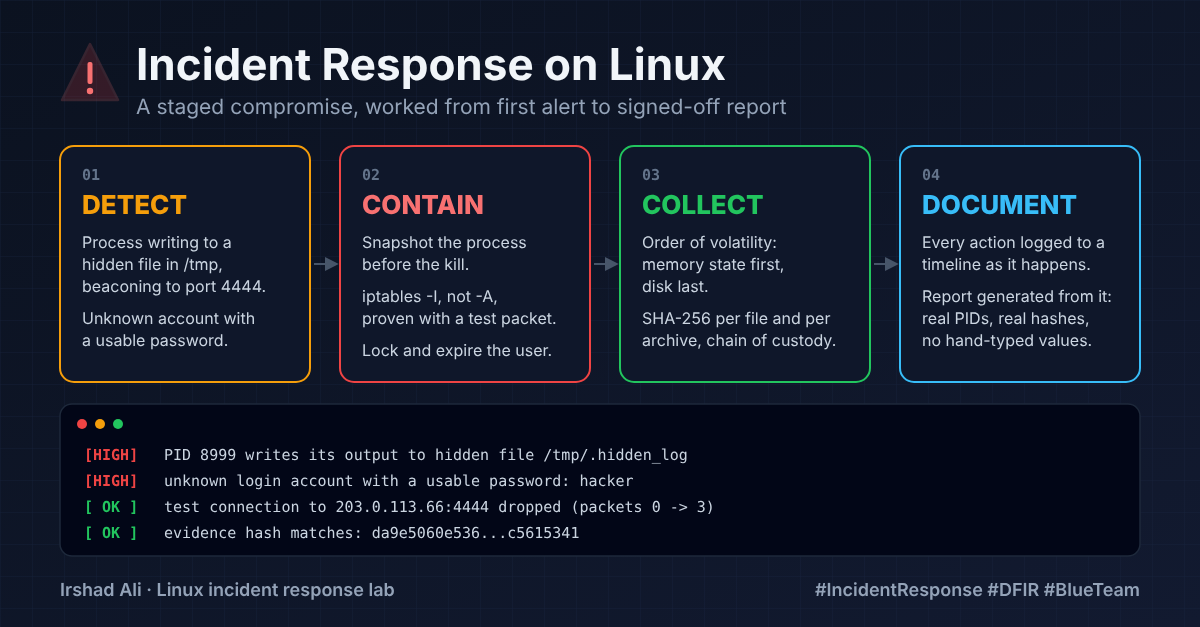 Incident Response on Linux
A staged compromise, worked from first alert to signed-off report
01
DETECT
Process writing to a
hidden file in /tmp,
beaconing to port 4444.
Unknown account with
a usable password.
02
CONTAIN
Snapshot the process
before the kill.
iptables -I, not -A,
proven with a test packet.
Lock and expire the user.
03
COLLECT
Order of volatility:
memory state first,
disk last.
SHA-256 per file and per
archive, chain of custody.
04
DOCUMENT
Every action logged to a
timeline as it happens.
Report generated from it:
real PIDs, real hashes,
no hand-typed values.
[HIGH] PID 8999 writes its output to hidden file /tmp/.hidden_log
[HIGH] unknown login account with a usable password: hacker
[ OK ] test connection to 203.0.113.66:4444 dropped (packets 0 -> 3)
[ OK ] evidence hash matches: da9e5060e536...c5615341
Irshad Ali · Linux incident response lab
#IncidentResponse #DFIR #BlueTeam